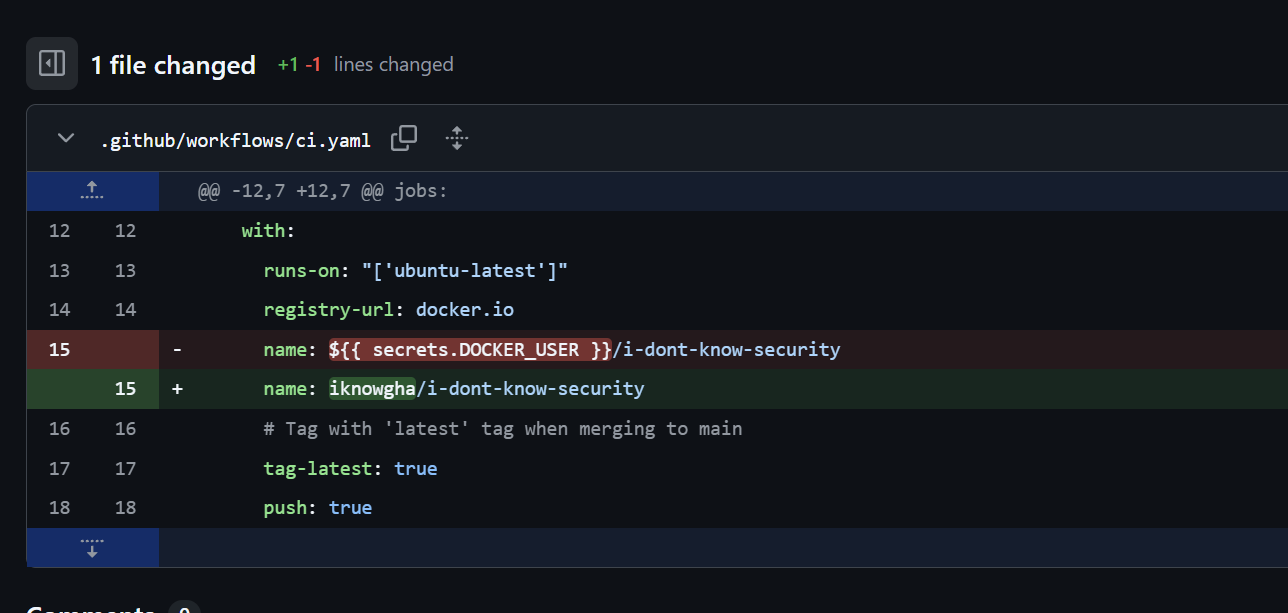 1 file changed +1 -1 lines changed
.github/workflows/ci.yaml
@@ -12,7 +12,7 @@ jobs:
12 12 with:
13 13 runs-on: "['ubuntu-latest']"
14 14 registry-url: docker.io
15 - name: ${{ secrets.DOCKER_USER }}/i-dont-know-security
15 + name: iknowgha/i-dont-know-security
16 16 # Tag with 'latest' tag when merging to main
17 17 tag-latest: true
18 18 push: true
Comments 0